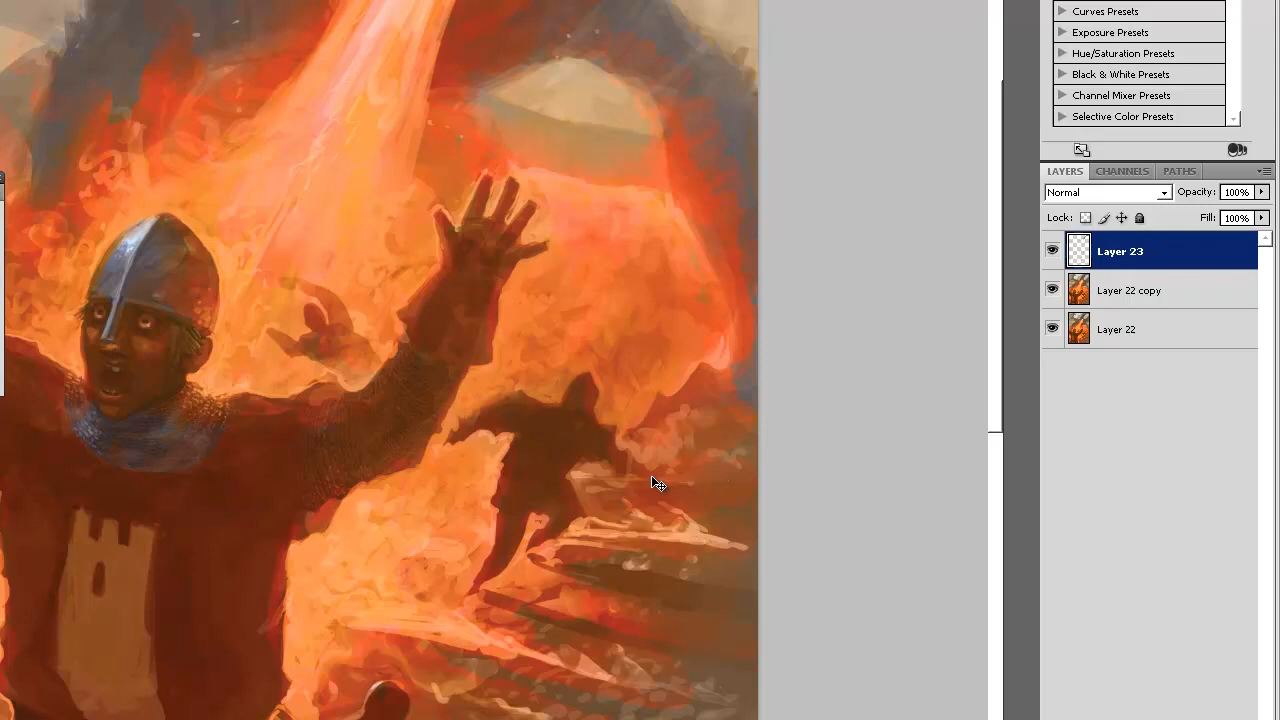 Curves Presets
Exposure Presets
Hue/Saturation Presets
Black & White Presets
Channel Mixer Presets
Selective Color Presets
LAYERS CHANNELS PATHS
Normal Opacity: 100%
Lock: Fill: 100%
Layer 23
Layer 22 copy
Layer 22